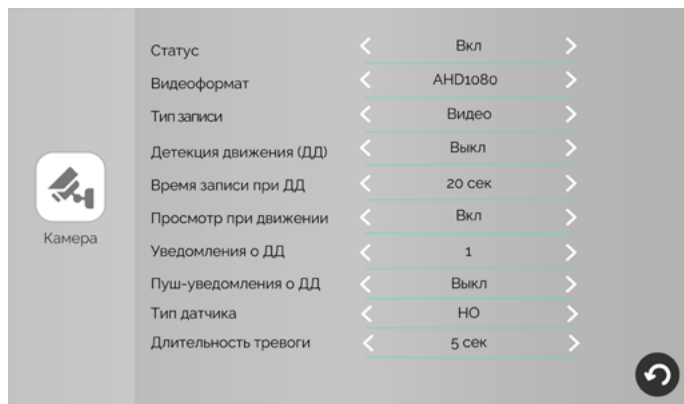 Статус < Вкл >
Видеоформат < AHD1080 >
Тип записи < Видео >
Детекция движения (ДД) < Выкл >
Время записи при ДД < 20 сек >
Просмотр при движении < Вкл >
Камера
Уведомления о ДД < 1 >
Пуш-уведомления о ДД < Выкл >
Тип датчика < НО >
Длительность тревоги < 5 сек >